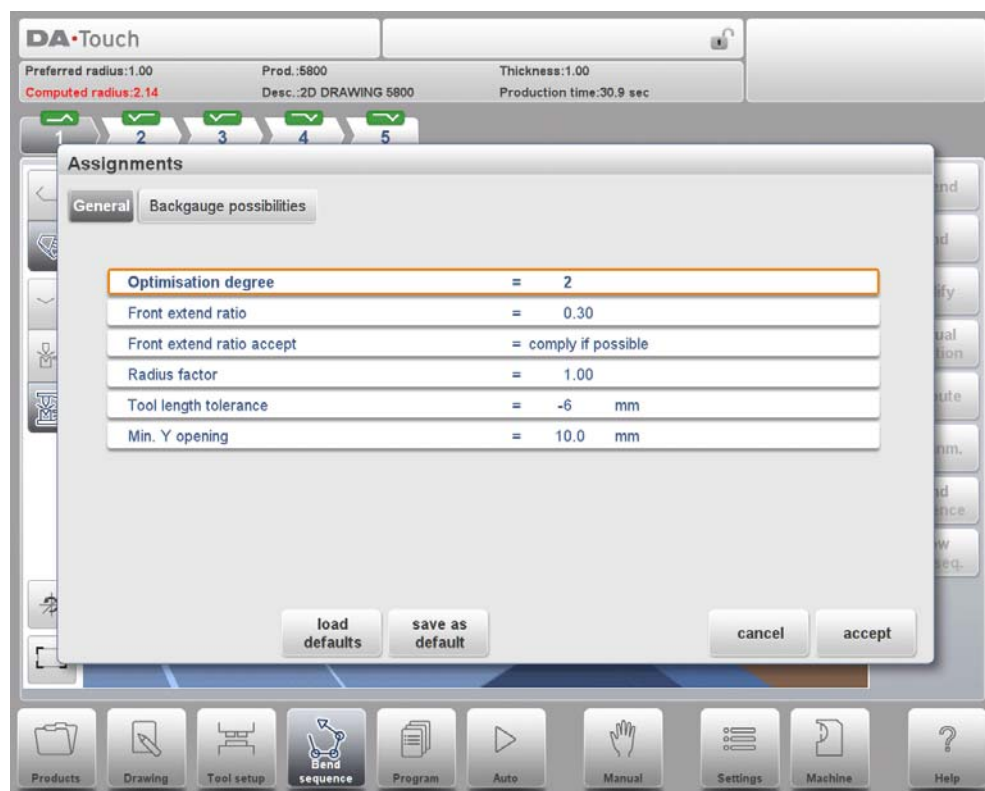 DA•Touch
Preferred radius:1.00 Prod.:5800 Thickness:1.00
Computed radius:2.14 Desc.:2D DRAWING 5800 Production time:30.9 sec
1 2 3 4 5
Assignments
General Backgauge possibilities
Optimisation degree = 2
Front extend ratio = 0.30
Front extend ratio accept = comply if possible
Radius factor = 1.00
Tool length tolerance = -6 mm
Min. Y opening = 10.0 mm
load defaults save as default cancel accept
Products Drawing Tool setup Bend sequence Program Auto Manual Settings Machine Help